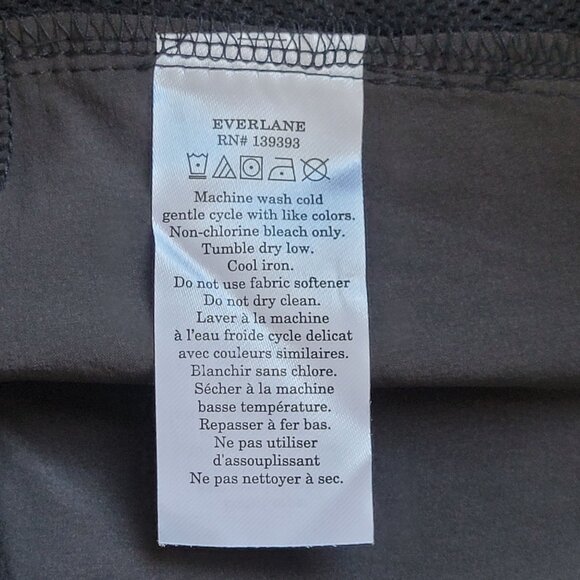 EVERLANE
RN# 139393
Machine wash cold
gentle cycle with like colors.
Non-chlorine bleach only.
Tumble dry low.
Cool iron.
Do not use fabric softener
Do not dry clean.
Laver à la machine
à l'eau froide cycle delicat
avec couleurs similaires.
Blanchir sans chlore.
Sécher à la machine
basse température.
Repasser à fer bas.
Ne pas utiliser
d'assouplissant
Ne pas nettoyer à sec.